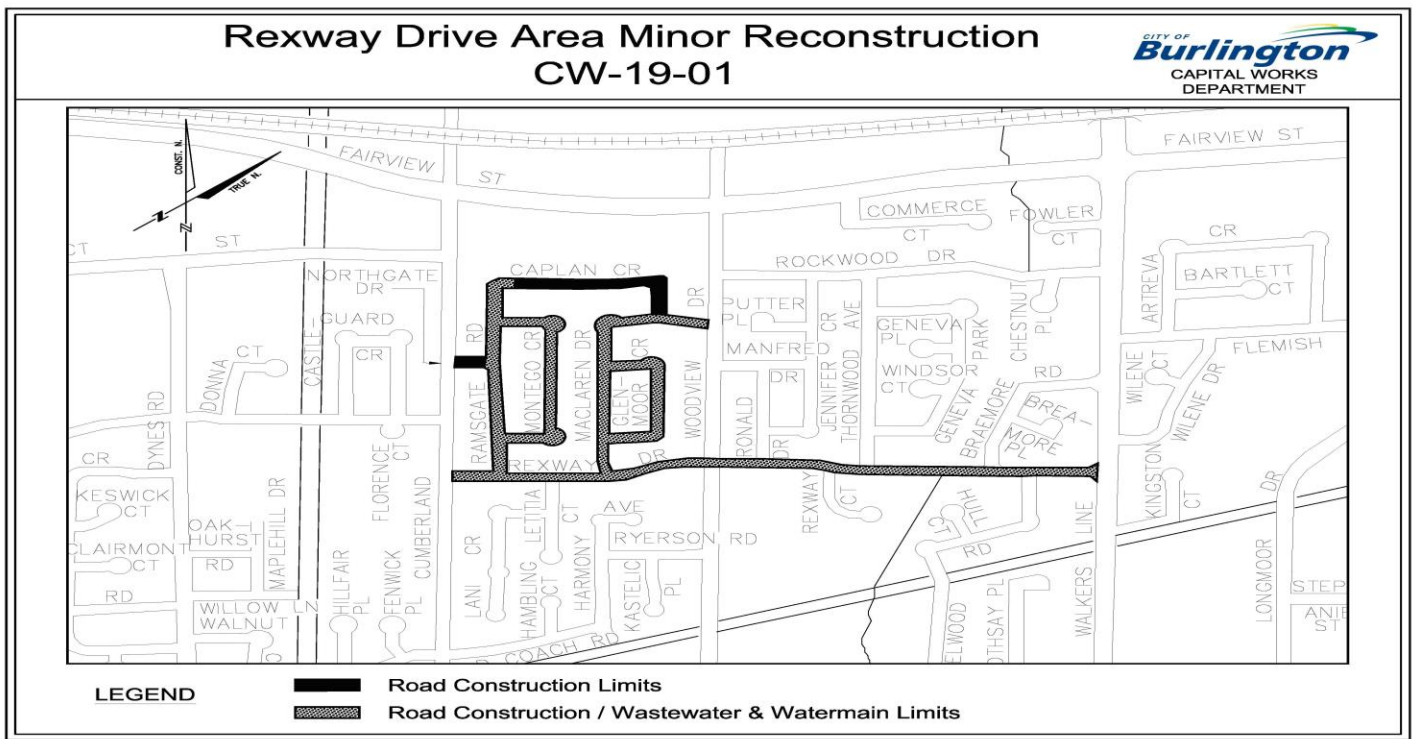 Rexway Drive Area Minor Reconstruction
CW-19-01
CITY OF
Burlington
CAPITAL WORKS
DEPARTMENT
CONST. N.
TRUE N.
N
N
FAIRVIEW ST
FAIRVIEW ST
COMMERCE
CT
FOWLER
CT
CT ST
CR
NORTHGATE
DR
CAPLAN CR
ROCKWOOD DR
BARTLETT
CT
ARTREVA
GUARD
CR
CASTLE
RAMSGATE RD
MONTEGO CR
MACLAREN DR
GLEN-
MOOR CR
WOODVIEW DR
PUTTER
PL
MANFRED
DR
RONALD DR
JENNIFER CR
THORNWOOD AVE
GENEVA
PL
WINDSOR
CT
GENEVA PARK
CHESTNUT PL
BRAEMORE RD
BREA-
MORE PL
WILENE CT
WILENE DR
FLEMISH
DONNA CT
DYNES RD
CR
KESWICK
CT
CLAIRMONT
CT
RD
OAK
HURST
RD
MAPLEHILL DR
WILLOW LN
WALNUT
FLORENCE CT
HILFAIR PL
FENWICK PL
CUMBERLAND
REXWAY DR
LANI CR
LETITIA CT
HAMBLING CT
HARMONY AVE
RYERSON RD
KASTELIC PL
COACH RD
REXWAY CT
HILL CT
RD
ELWOOD
OTHSAY PL
WALKERS LINE
KINGSTON CT
LONGMOOR DR
STEP
ANIE
ST
LEGEND
Road Construction Limits
Road Construction / Wastewater & Watermain Limits